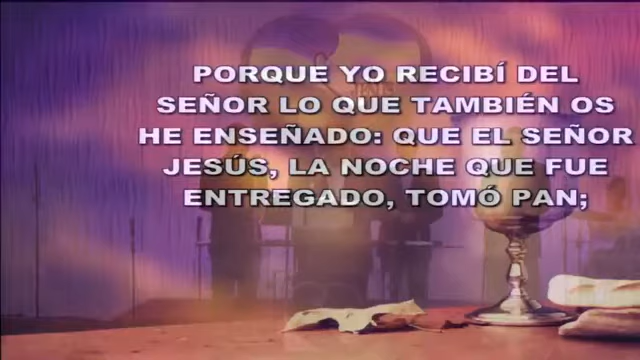 PORQUE YO RECIBÍ DEL
SEÑOR LO QUE TAMBIÉN OS
HE ENSEÑADO: QUE EL SEÑOR
JESÚS, LA NOCHE QUE FUE
ENTREGADO, TOMÓ PAN;